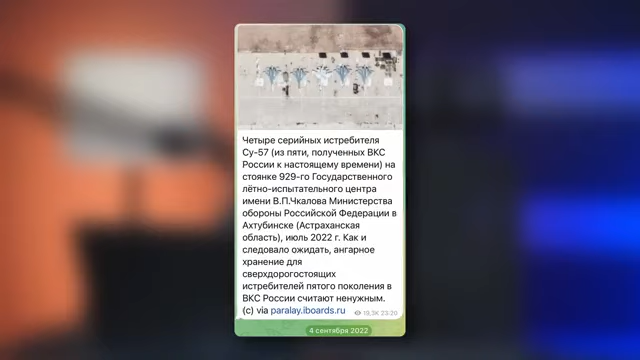 Четыре серийных истребителя
Су-57 (из пяти, полученных ВКС
России к настоящему времени) на
стоянке 929-го Государственного
лётно-испытательного центра
имени В.П.Чкалова Министерства
обороны Российской Федерации в
Ахтубинске (Астраханская
область), июль 2022 г. Как и
следовало ожидать, ангарное
хранение для
сверхдорогостоящих
истребителей пятого поколения в
ВКС России считают ненужным.
(c) via paralay.iboards.ru 19,3K 23:20
4 сентября 2022